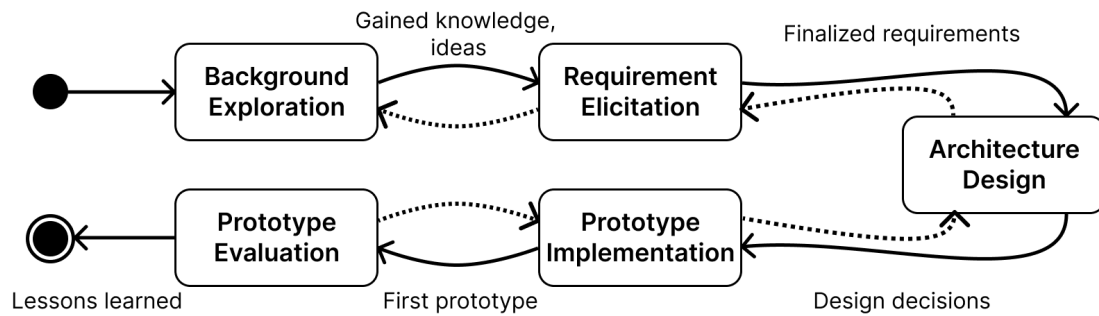 Gained knowledge,
ideas
Finalized requirements
Background
Exploration
Requirement
Elicitation
Architecture
Design
Prototype
Evaluation
Prototype
Implementation
Lessons learned
First prototype
Design decisions